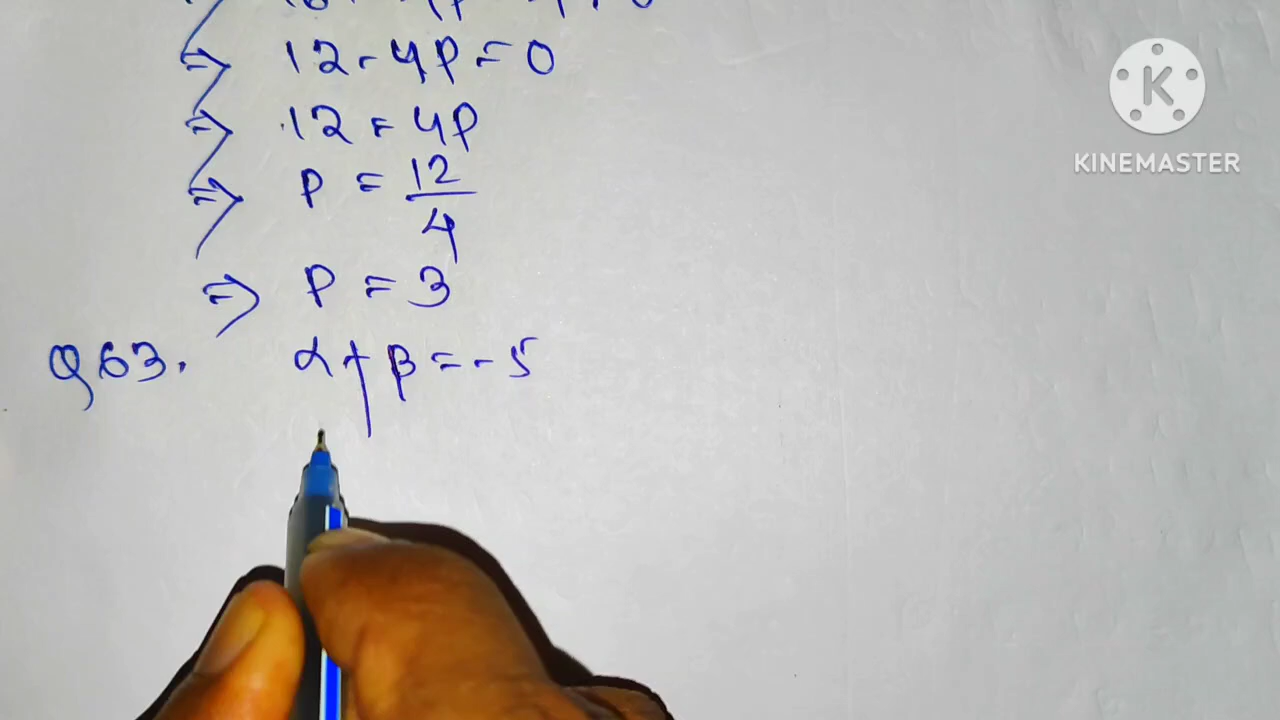 ⇒ 12 - 4P = 0
⇒ 12 = 4P
⇒ P = 12/4
⇒ P = 3
Q63. α + β = -5
K
KINEMASTER